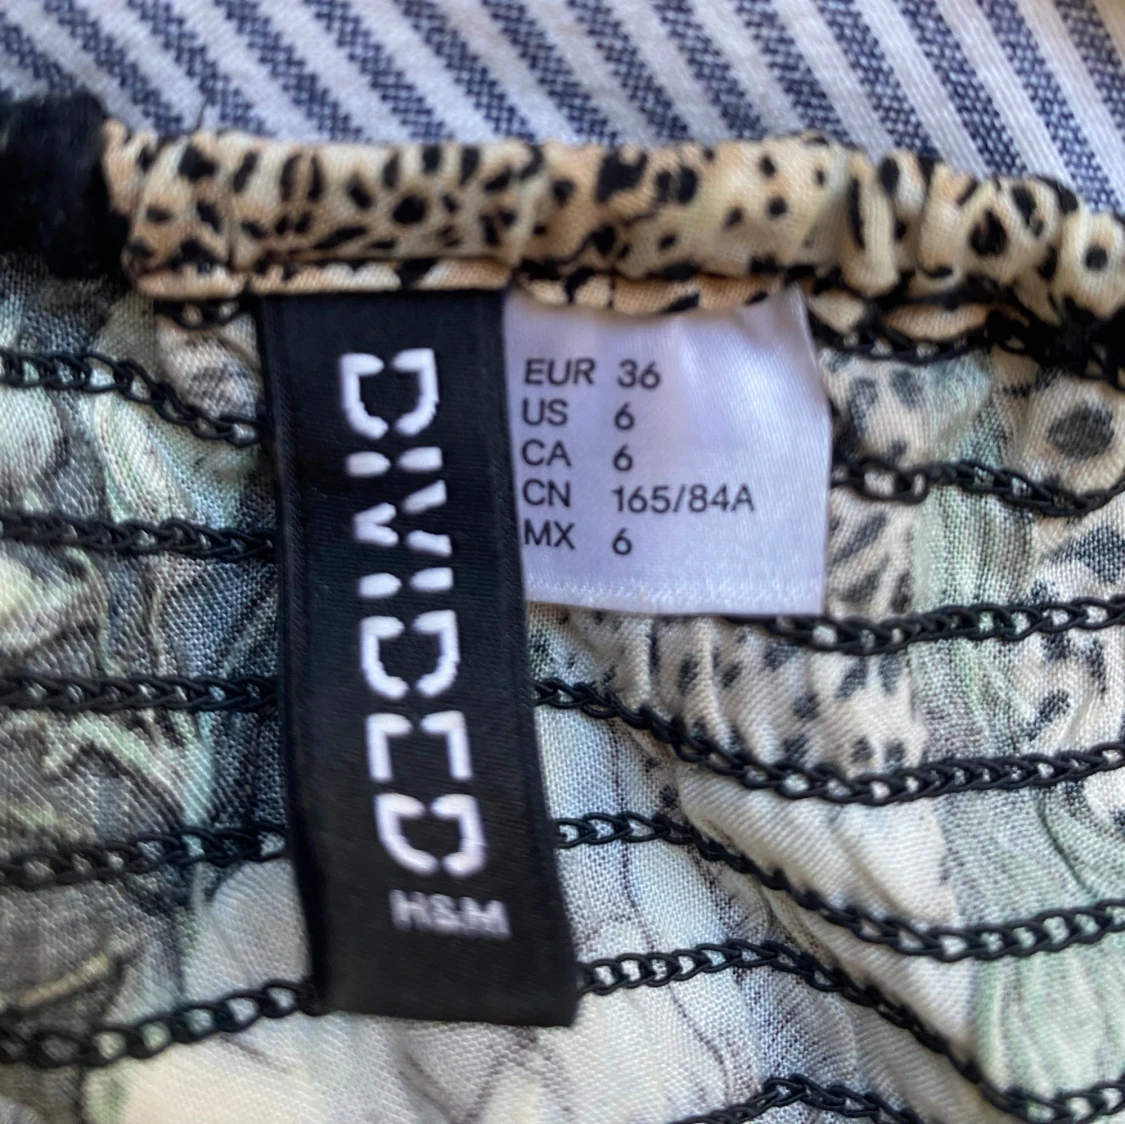 DIVIDED
H&M
EUR 36
US 6
CA 6
CN 165/84A
MX 6